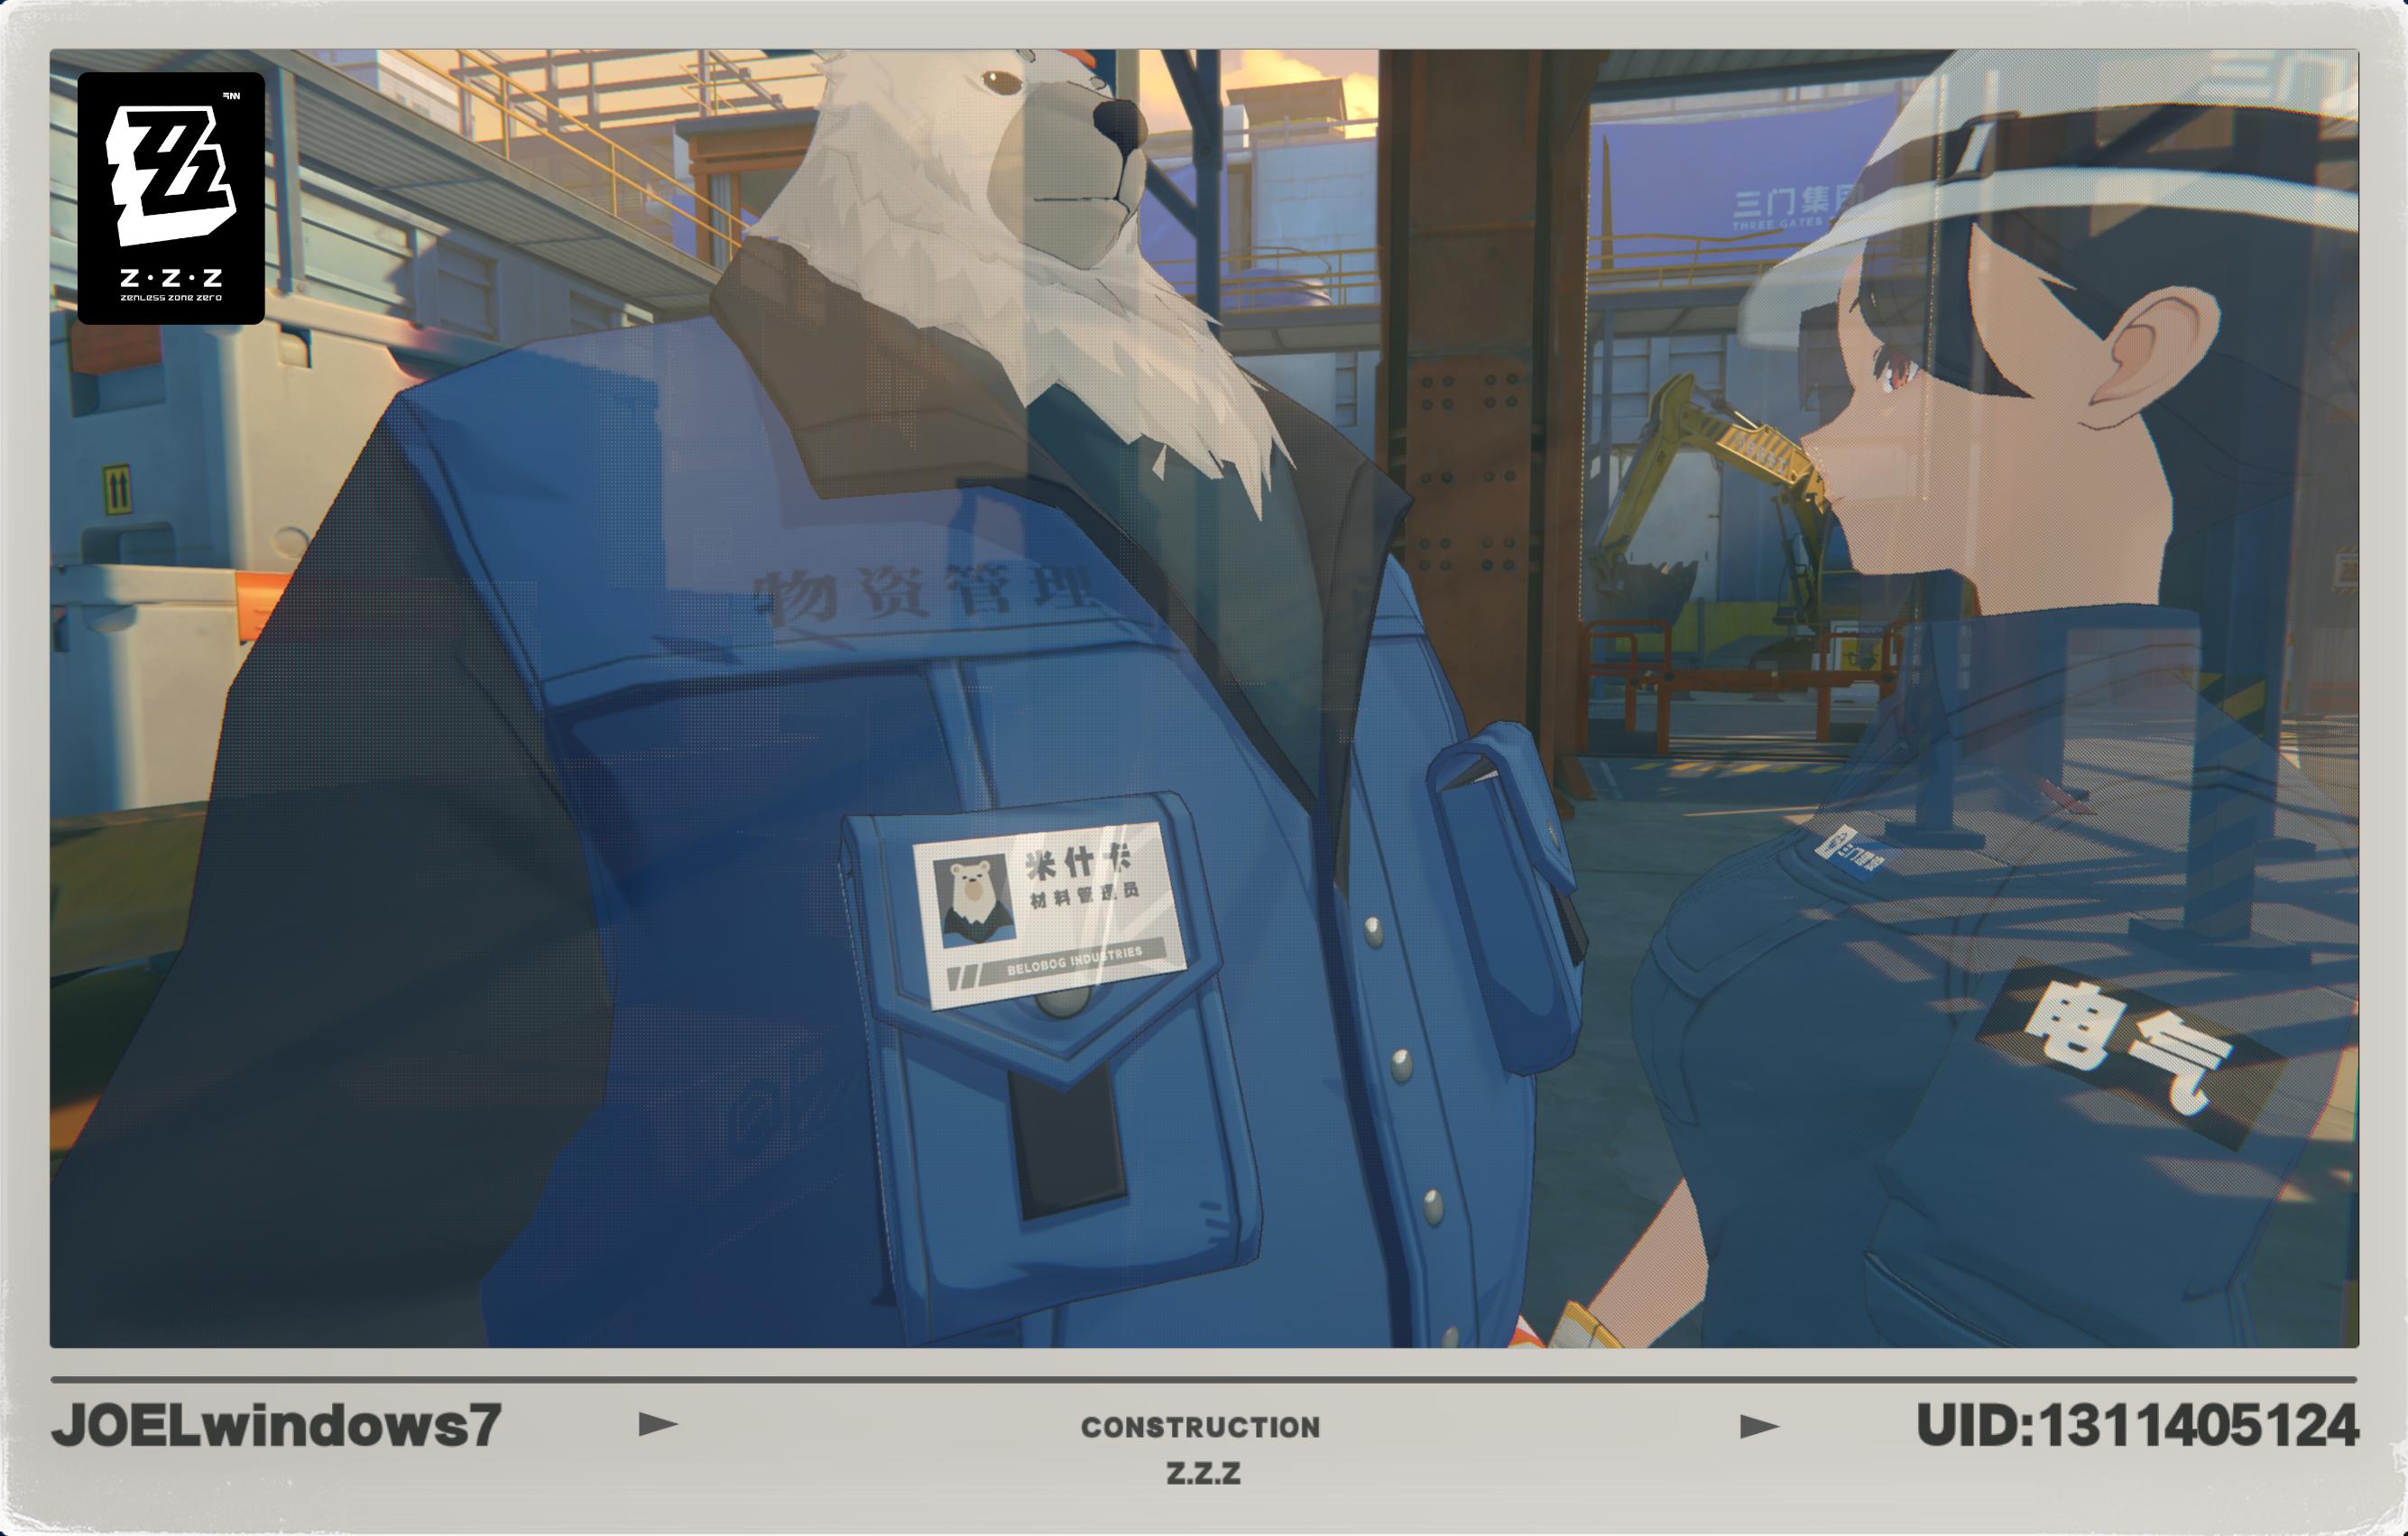 Z·Z·Z
ZENLESS ZONE ZERO
三门集团
THREE GATES
物资管理
米什卡
材料管理员
BELOBOG INDUSTRIES
电气
JOELwindows7
CONSTRUCTION
Z.Z.Z
UID:1311405124